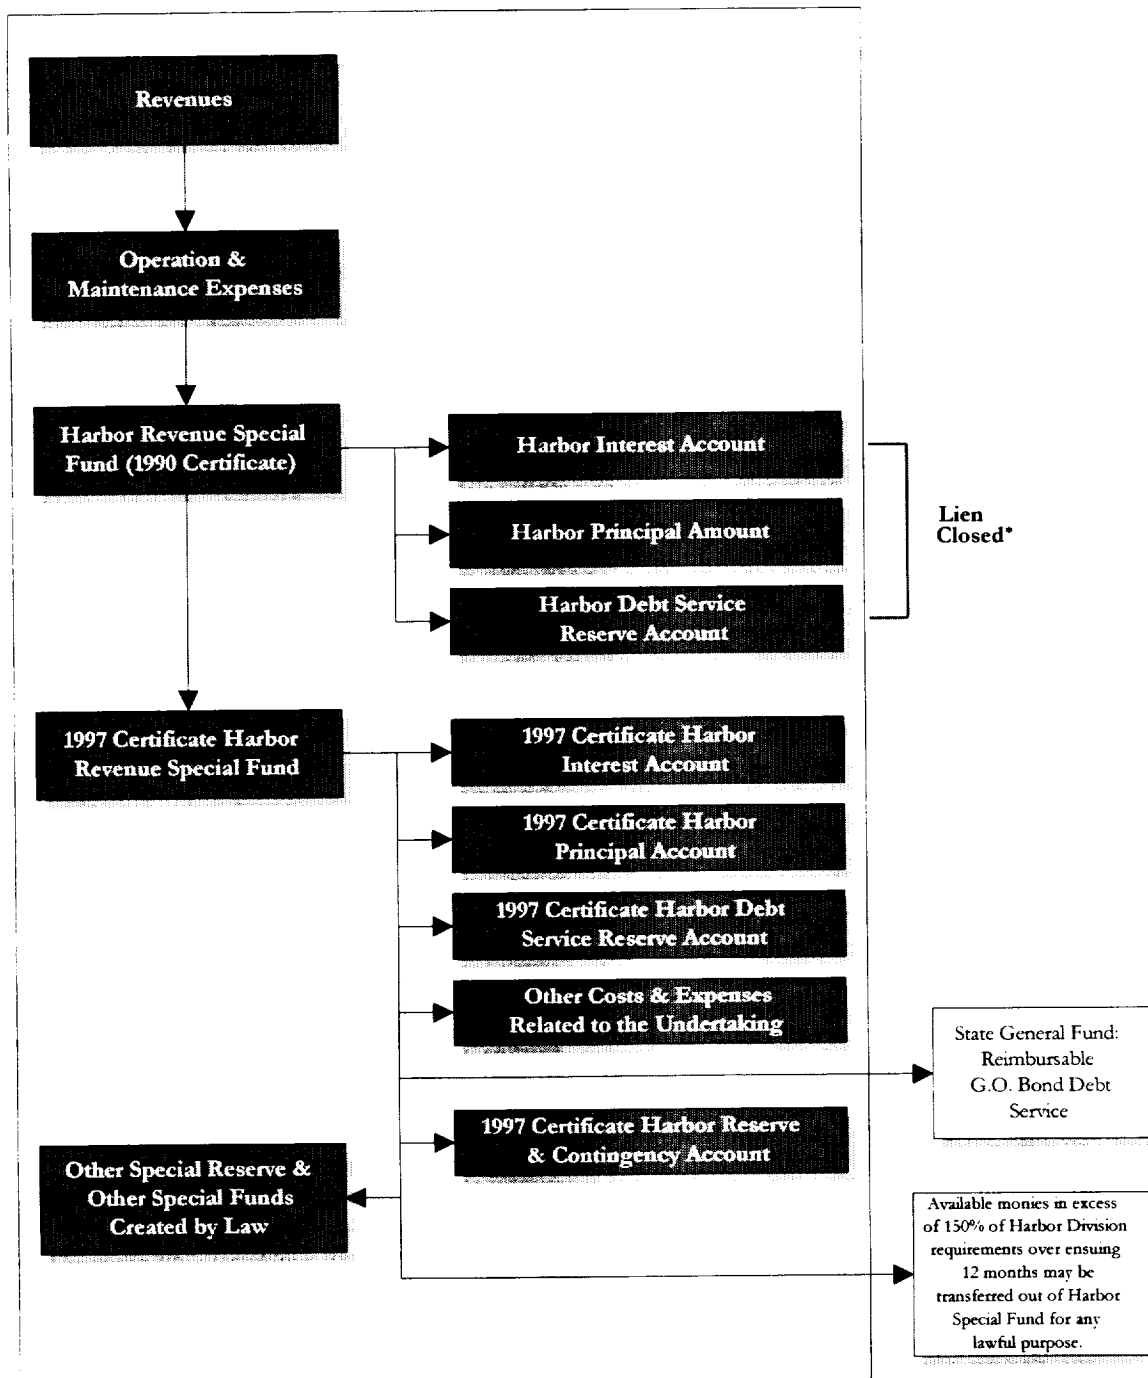 Revenues
Operation &
Maintenance Expenses
Harbor Revenue Special
Fund (1990 Certificate)
Harbor Interest Account
Harbor Principal Amount
Harbor Debt Service
Reserve Account
Lien
Closed*
1997 Certificate Harbor
Revenue Special Fund
1997 Certificate Harbor
Interest Account
1997 Certificate Harbor
Principal Account
1997 Certificate Harbor Debt
Service Reserve Account
Other Costs & Expenses
Related to the Undertaking
State General Fund:
Reimbursable
G.O. Bond Debt
Service
1997 Certificate Harbor Reserve
& Contingency Account
Other Special Reserve &
Other Special Funds
Created by Law
Available monies in excess
of 150% of Harbor Division
requirements over ensuing
12 months may be
transferred out of Harbor
Special Fund for any
lawful purpose.